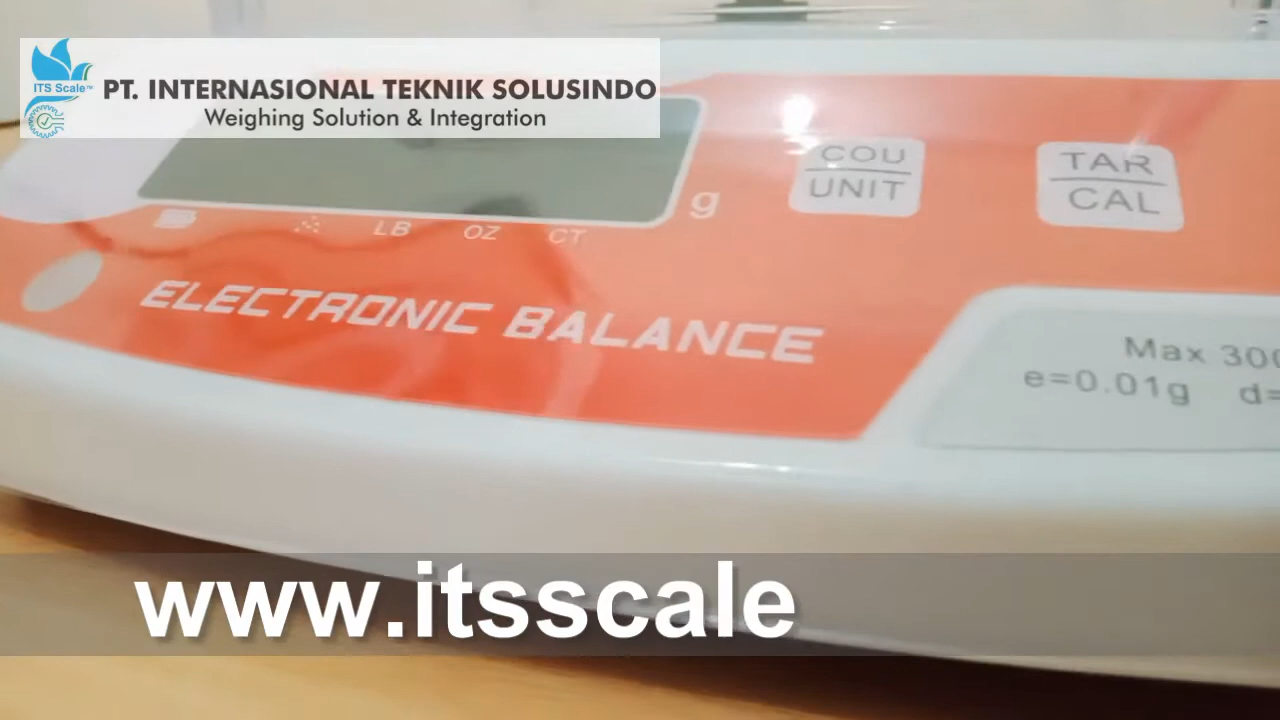 ITS Scale™
PT. INTERNASIONAL TEKNIK SOLUSINDO
Weighing Solution & Integration
COU
UNIT
TAR
CAL
g
LB OZ CT
ELECTRONIC BALANCE
Max 300
e=0.01g d=
www.itsscale